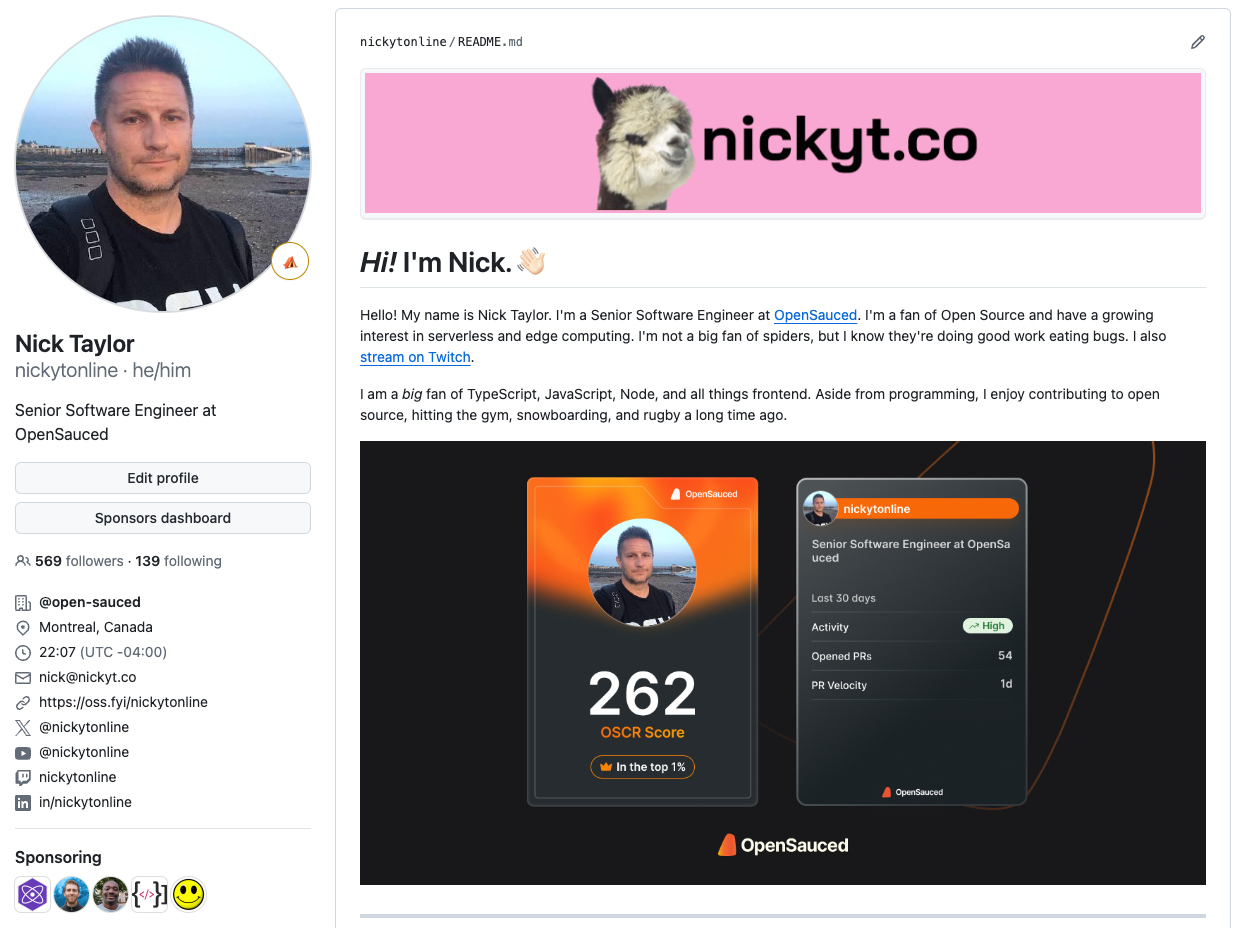 Nick Taylor
nickytonline · he/him
Senior Software Engineer at
OpenSauced
Edit profile
Sponsors dashboard
569 followers · 139 following
@open-sauced
Montreal, Canada
22:07 (UTC -04:00)
nick@nickyt.co
https://oss.fyi/nickytonline
@nickytonline
@nickytonline
nickytonline
in/nickytonline
Sponsoring
{</>}]
nickytonline/README.md
nickyt.co
Hi! I'm Nick. 👋🏻
Hello! My name is Nick Taylor. I'm a Senior Software Engineer at OpenSauced. I'm a fan of Open Source and have a growing
interest in serverless and edge computing. I'm not a big fan of spiders, but I know they're doing good work eating bugs. I also
stream on Twitch.
I am a big fan of TypeScript, JavaScript, Node, and all things frontend. Aside from programming, I enjoy contributing to open
source, hitting the gym, snowboarding, and rugby a long time ago.
OpenSauced
262
OSCR Score
In the top 1%
nickytonline
Senior Software Engineer at OpenSa
uced
Last 30 days
Activity High
Opened PRs 54
PR Velocity 1d
OpenSauced
OpenSauced